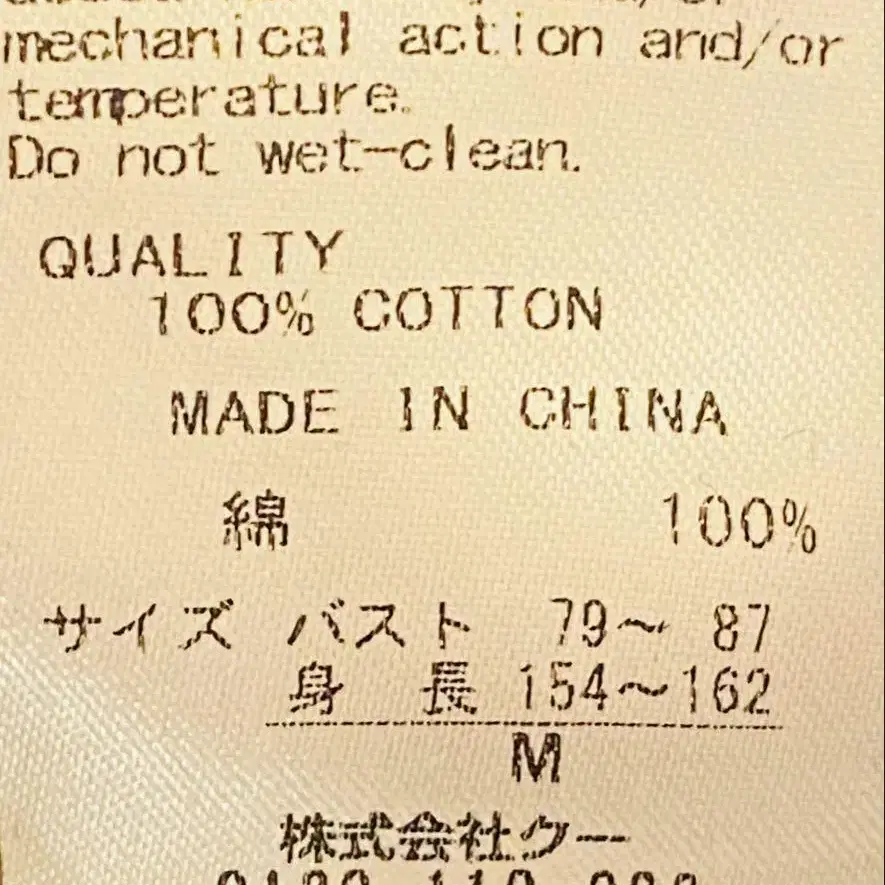 mechanical action and/or
temperature.
Do not wet-clean.
QUALITY
100% COTTON
MADE IN CHINA
綿 100%
サイズ バスト 79～ 87
身 長 154～162
M
株式会社クー